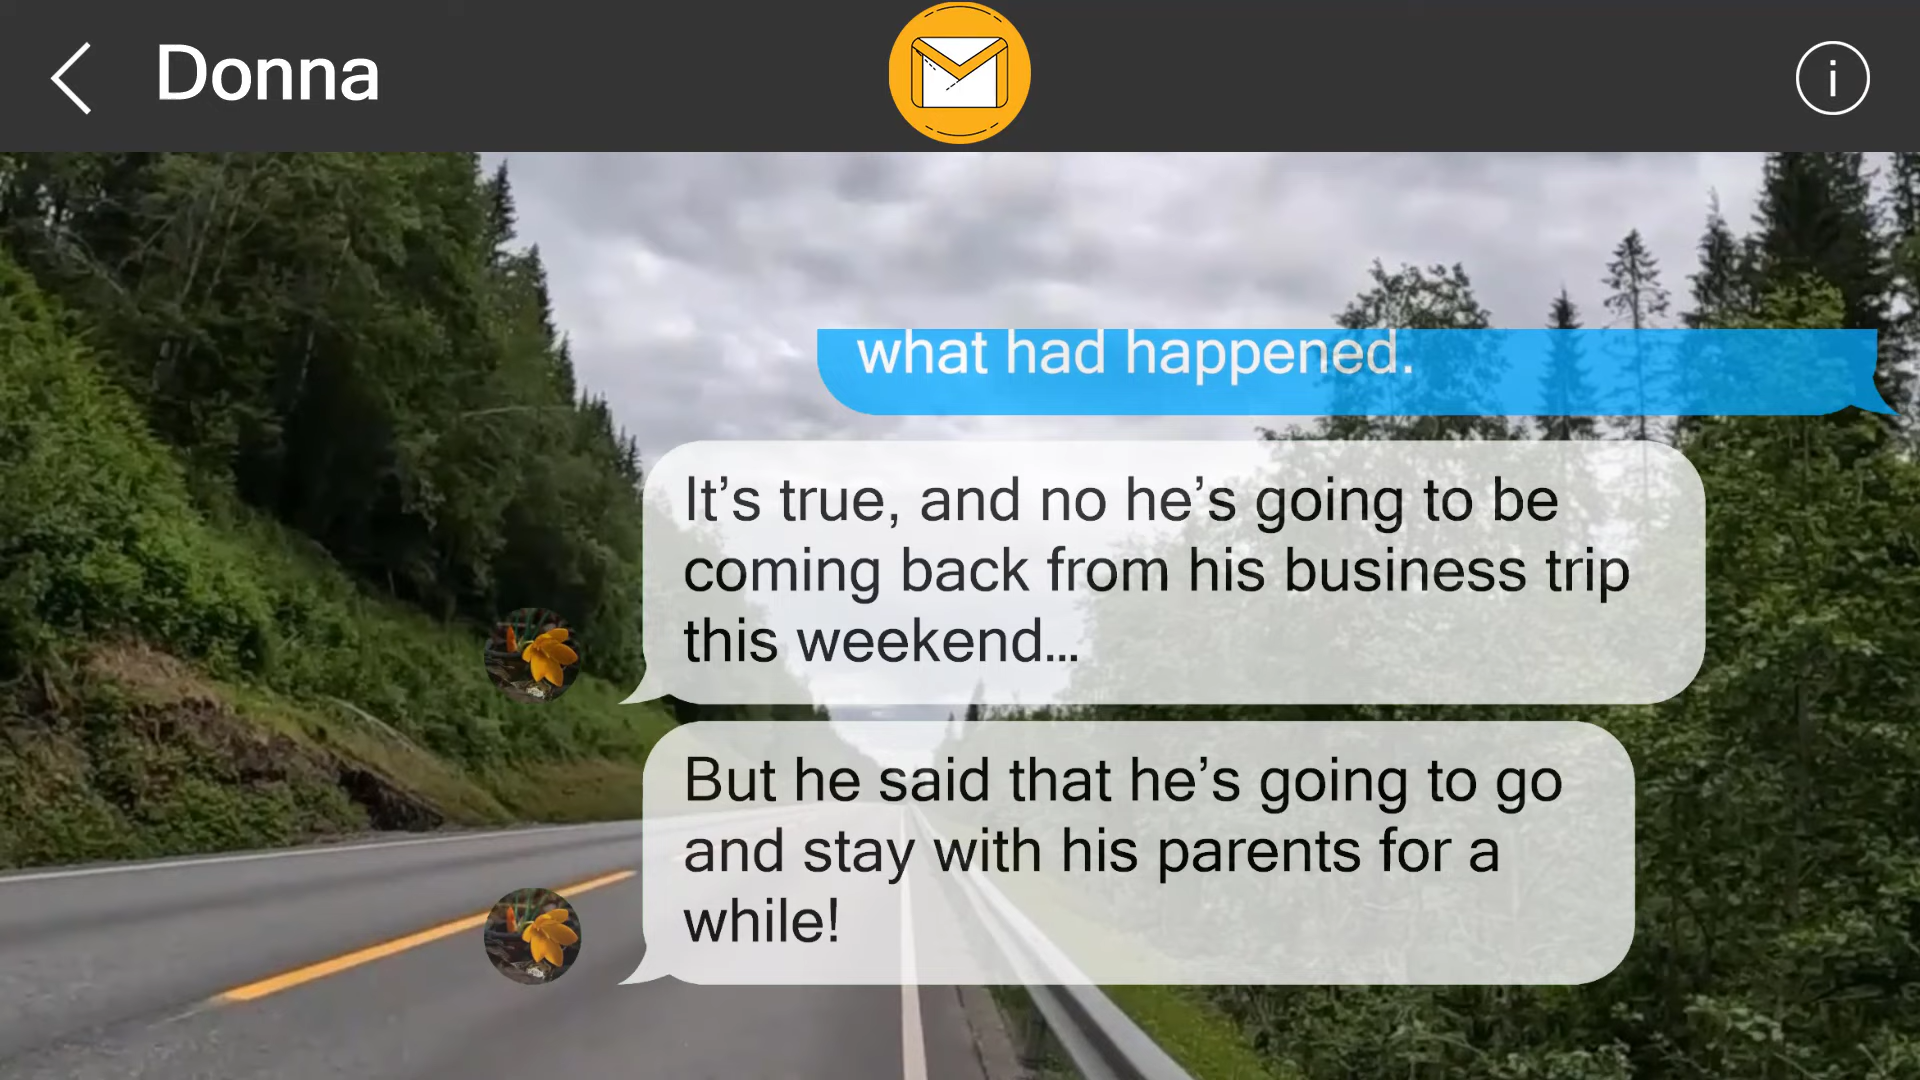 Donna
what had happened.
It’s true, and no he’s going to be
coming back from his business trip
this weekend…
But he said that he’s going to go
and stay with his parents for a
while!